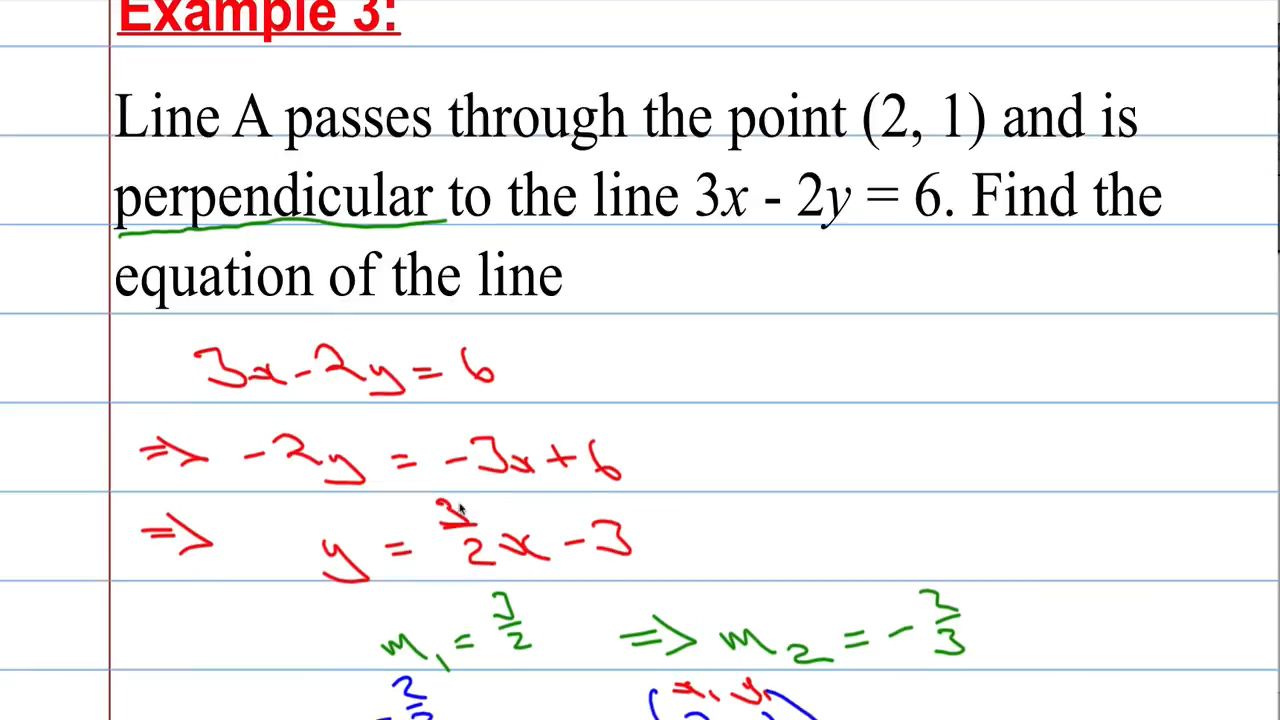 Example 3:
Line A passes through the point (2, 1) and is
perpendicular to the line 3x - 2y = 6. Find the
equation of the line
3x - 2y = 6
=> -2y = -3x + 6
=> y = 3/2 x - 3
m₁ = 3/2 => m₂ = -2/3
x₁ y₁